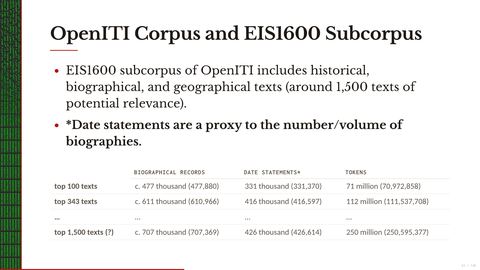 OpenITI Corpus and EIS1600 Subcorpus
• EIS1600 subcorpus of OpenITI includes historical,
biographical, and geographical texts (around 1,500 texts of
potential relevance).
• *Date statements are a proxy to the number/volume of
biographies.
BIOGRAPHICAL RECORDS DATE STATEMENTS* TOKENS
top 100 texts c. 477 thousand (477,880) 331 thousand (331,370) 71 million (70,972,858)
top 343 texts c. 611 thousand (610,966) 416 thousand (416,597) 112 million (111,537,708)
... ... ... ...
top 1,500 texts (?) c. 707 thousand (707,369) 426 thousand (426,614) 250 million (250,595,377)